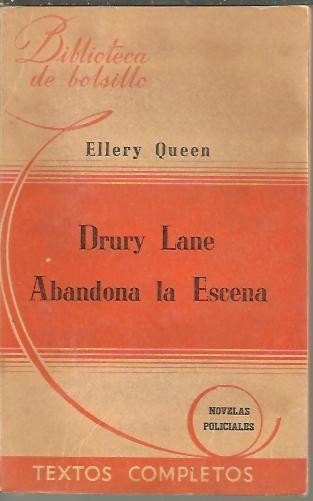 Biblioteca
de bolsillo
Ellery Queen
Drury Lane
Abandona la Escena
NOVELAS
POLICIALES
TEXTOS COMPLETOS